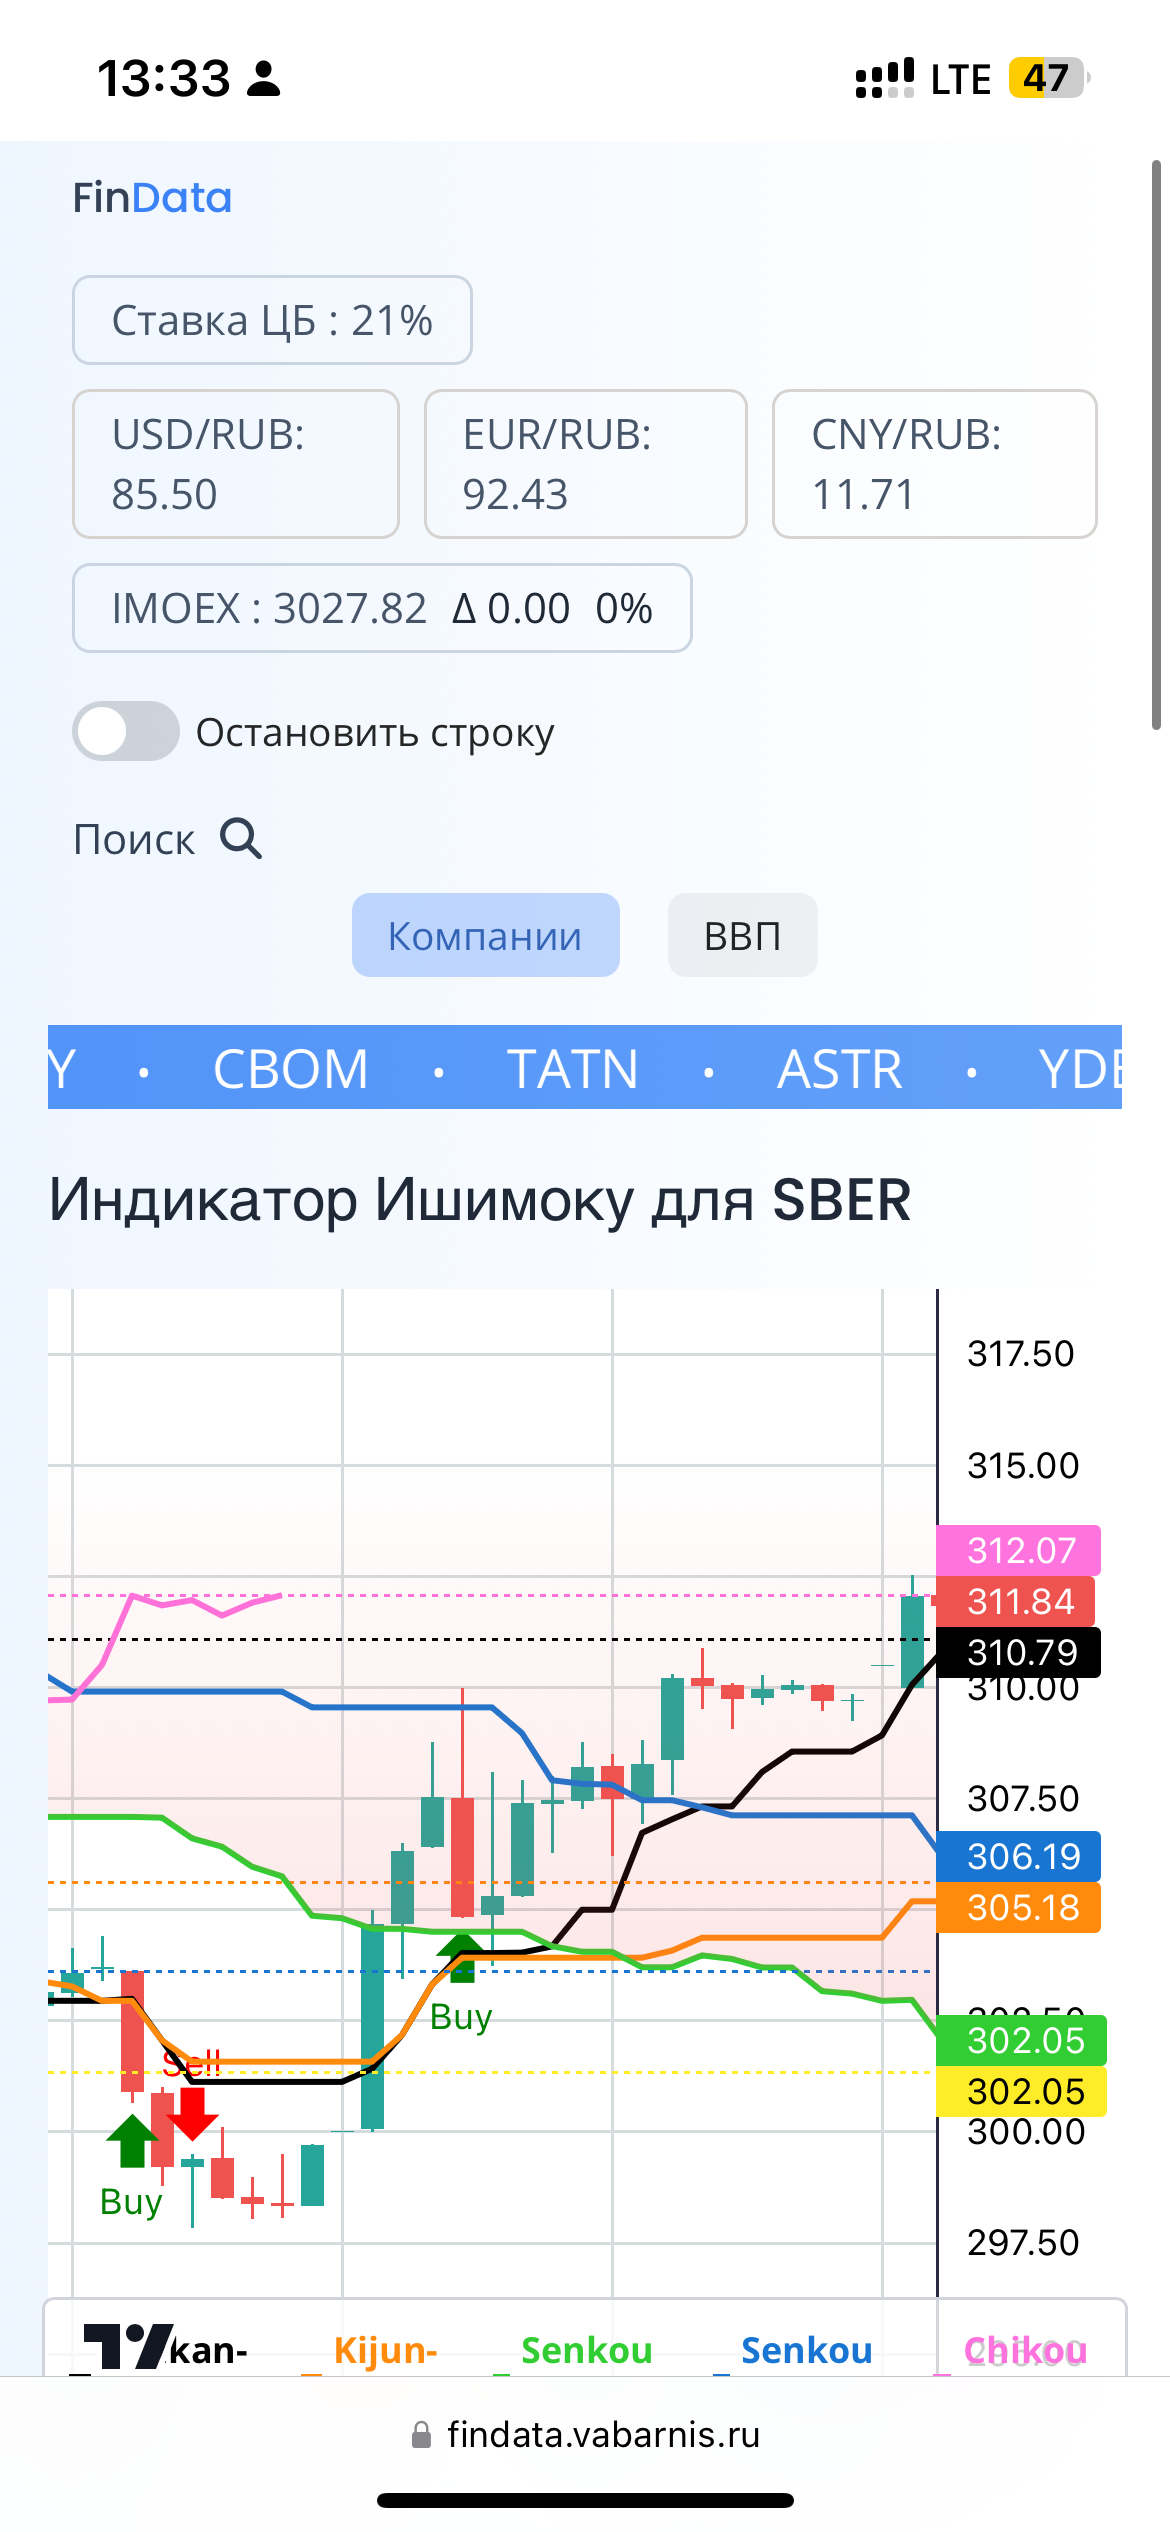 13:33
LTE 47
FinData
Ставка ЦБ : 21%
USD/RUB:
85.50
EUR/RUB:
92.43
CNY/RUB:
11.71
IMOEX : 3027.82 Δ 0.00 0%
Остановить строку
Поиск
Компании
ВВП
Y • CBOM • TATN • ASTR • YDE
Индикатор Ишимоку для SBER
317.50
315.00
312.07
311.84
310.79
310.00
307.50
306.19
305.18
302.50
302.05
302.05
300.00
297.50
Buy
Sell
Buy
kan-
Kijun-
Senkou
Senkou
Chikou
findata.vabarnis.ru